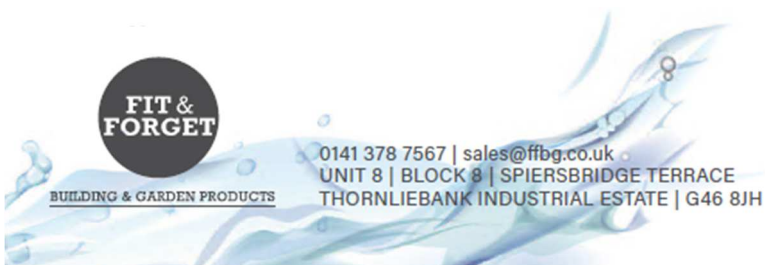 FIT &
FORGET
BUILDING & GARDEN PRODUCTS
0141 378 7567 | sales@ffbg.co.uk
UNIT 8 | BLOCK 8 | SPIERSBRIDGE TERRACE
THORNLIEBANK INDUSTRIAL ESTATE | G46 8JH